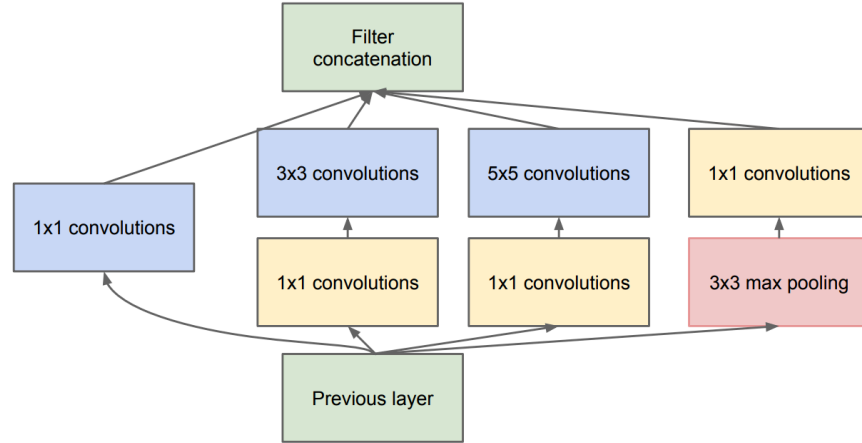 Filter
concatenation
3x3 convolutions
5x5 convolutions
1x1 convolutions
1x1 convolutions
1x1 convolutions
1x1 convolutions
3x3 max pooling
Previous layer